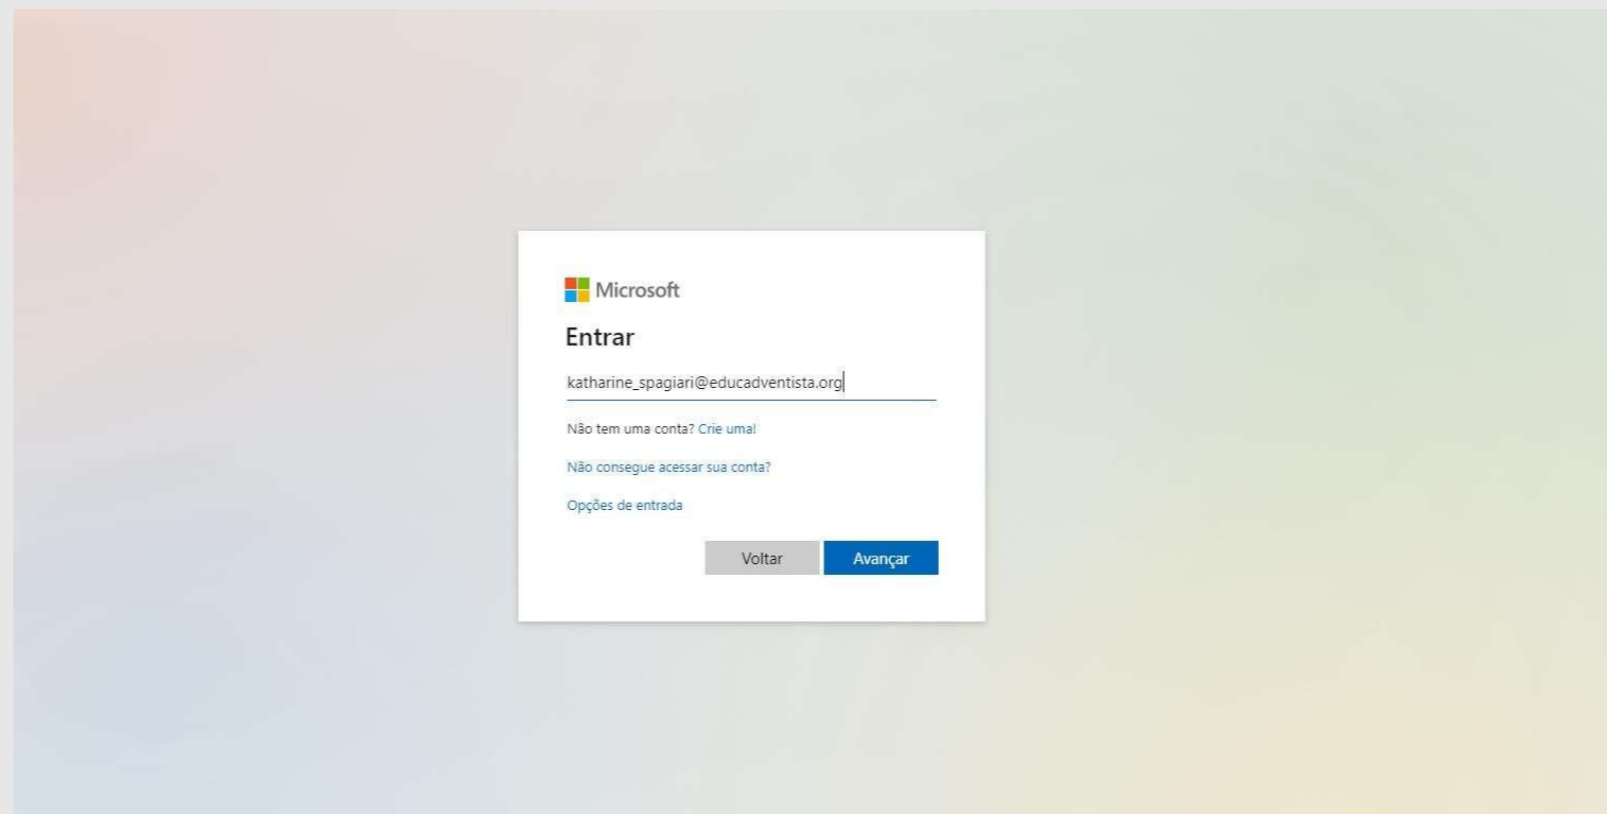 Microsoft
Entrar
katharine_spagiari@educadventista.org
Não tem uma conta? Crie uma!
Não consegue acessar sua conta?
Opções de entrada
Voltar Avançar